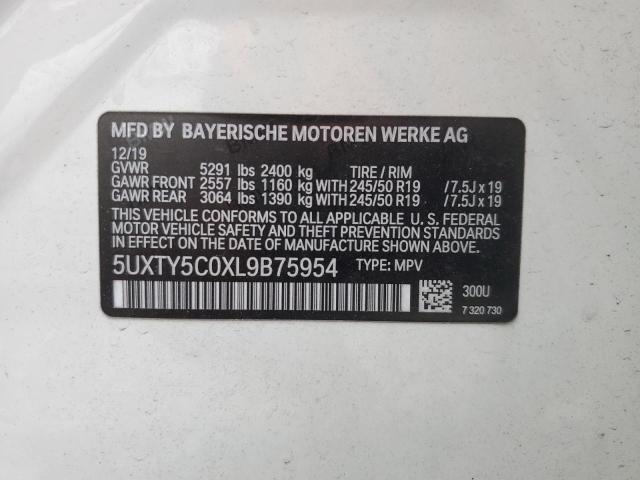 MFD BY BAYERISCHE MOTOREN WERKE AG
12/19
GVWR 5291 lbs 2400 kg TIRE / RIM
GAWR FRONT 2557 lbs 1160 kg WITH 245/50 R19 / 7.5J x 19
GAWR REAR 3064 lbs 1390 kg WITH 245/50 R19 / 7.5J x 19
THIS VEHICLE CONFORMS TO ALL APPLICABLE U. S. FEDERAL
MOTOR VEHICLE SAFETY AND THEFT PREVENTION STANDARDS
IN EFFECT ON THE DATE OF MANUFACTURE SHOWN ABOVE.
5UXTY5C0XL9B75954 TYPE: MPV
300U
7 320 730